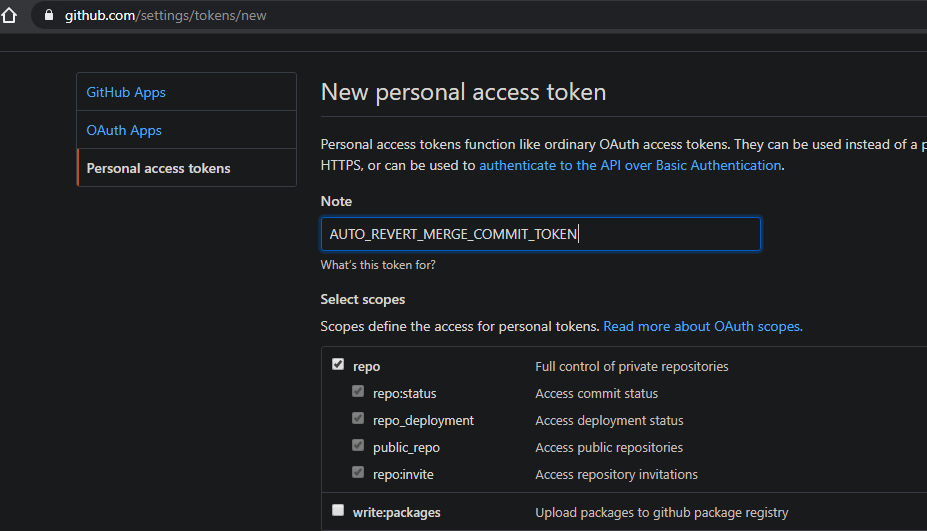 github.com/settings/tokens/new
GitHub Apps
OAuth Apps
Personal access tokens
New personal access token
Personal access tokens function like ordinary OAuth access tokens. They can be used instead of a p
HTTPS, or can be used to authenticate to the API over Basic Authentication.
Note
AUTO_REVERT_MERGE_COMMIT_TOKEN
What's this token for?
Select scopes
Scopes define the access for personal tokens. Read more about OAuth scopes.
repo Full control of private repositories
repo:status Access commit status
repo_deployment Access deployment status
public_repo Access public repositories
repo:invite Access repository invitations
write:packages Upload packages to github package registry